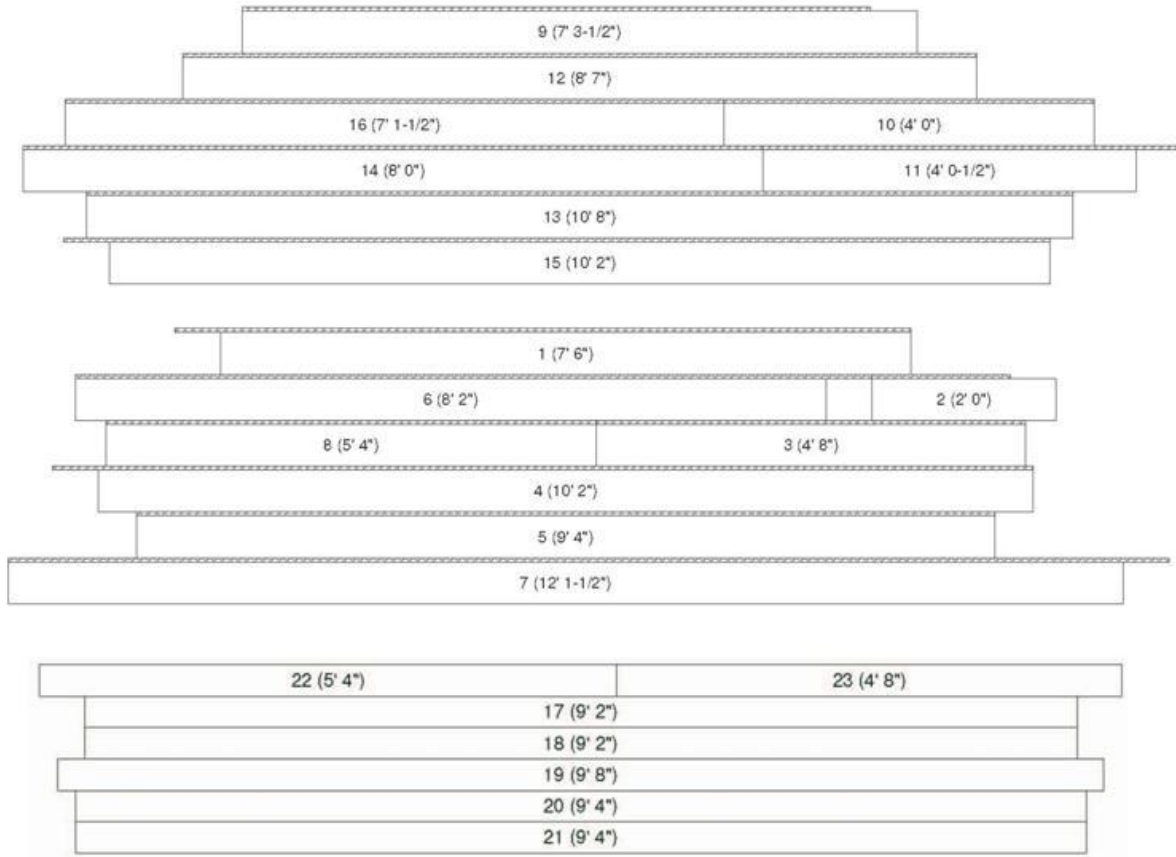 9 (7' 3-1/2")
12 (8' 7")
16 (7' 1-1/2") 10 (4' 0")
14 (8' 0") 11 (4' 0-1/2")
13 (10' 8")
15 (10' 2")
1 (7' 6")
6 (8' 2") 2 (2' 0")
8 (5' 4") 3 (4' 8")
4 (10' 2")
5 (9' 4")
7 (12' 1-1/2")
22 (5' 4") 23 (4' 8")
17 (9' 2")
18 (9' 2")
19 (9' 8")
20 (9' 4")
21 (9' 4")